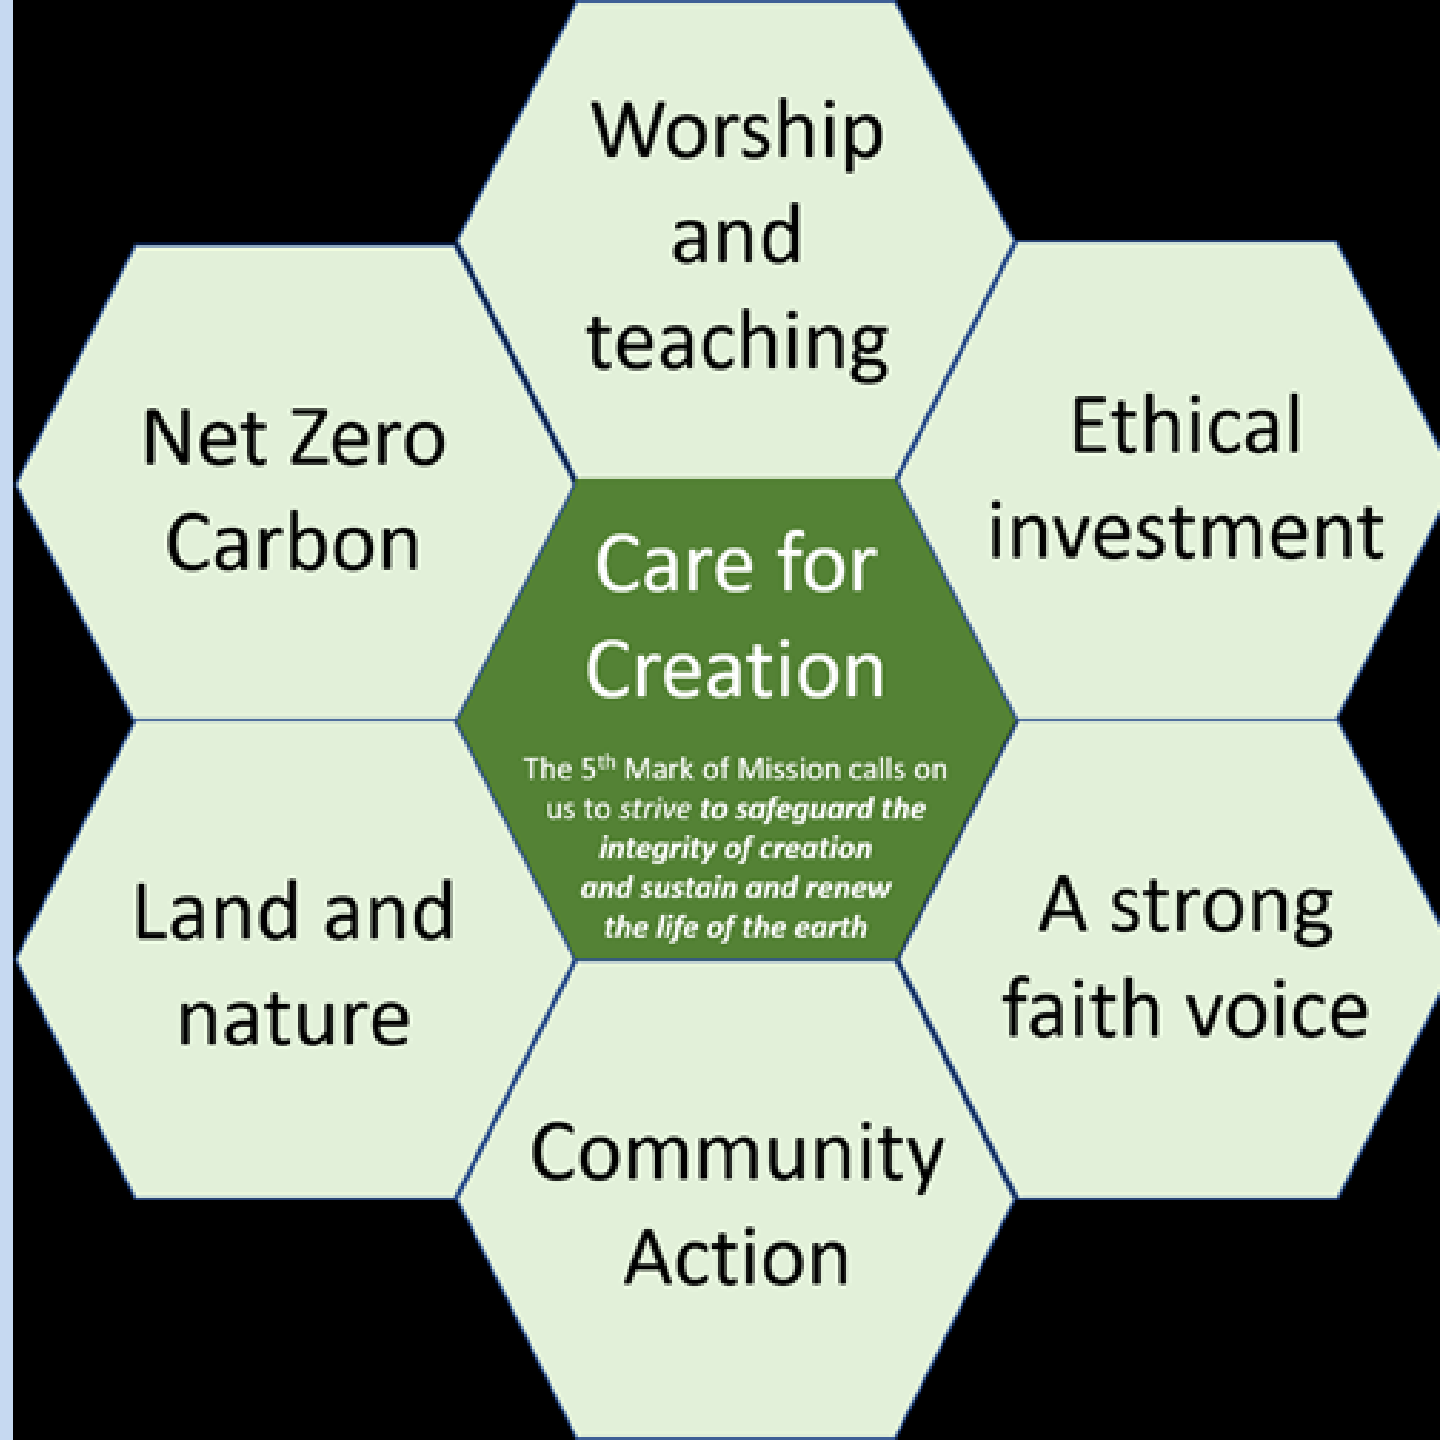 Worship
and
teaching
Net Zero
Carbon
Ethical
investment
Care for
Creation
The 5th Mark of Mission calls on
us to strive to safeguard the
integrity of creation
and sustain and renew
the life of the earth
Land and
nature
A strong
faith voice
Community
Action